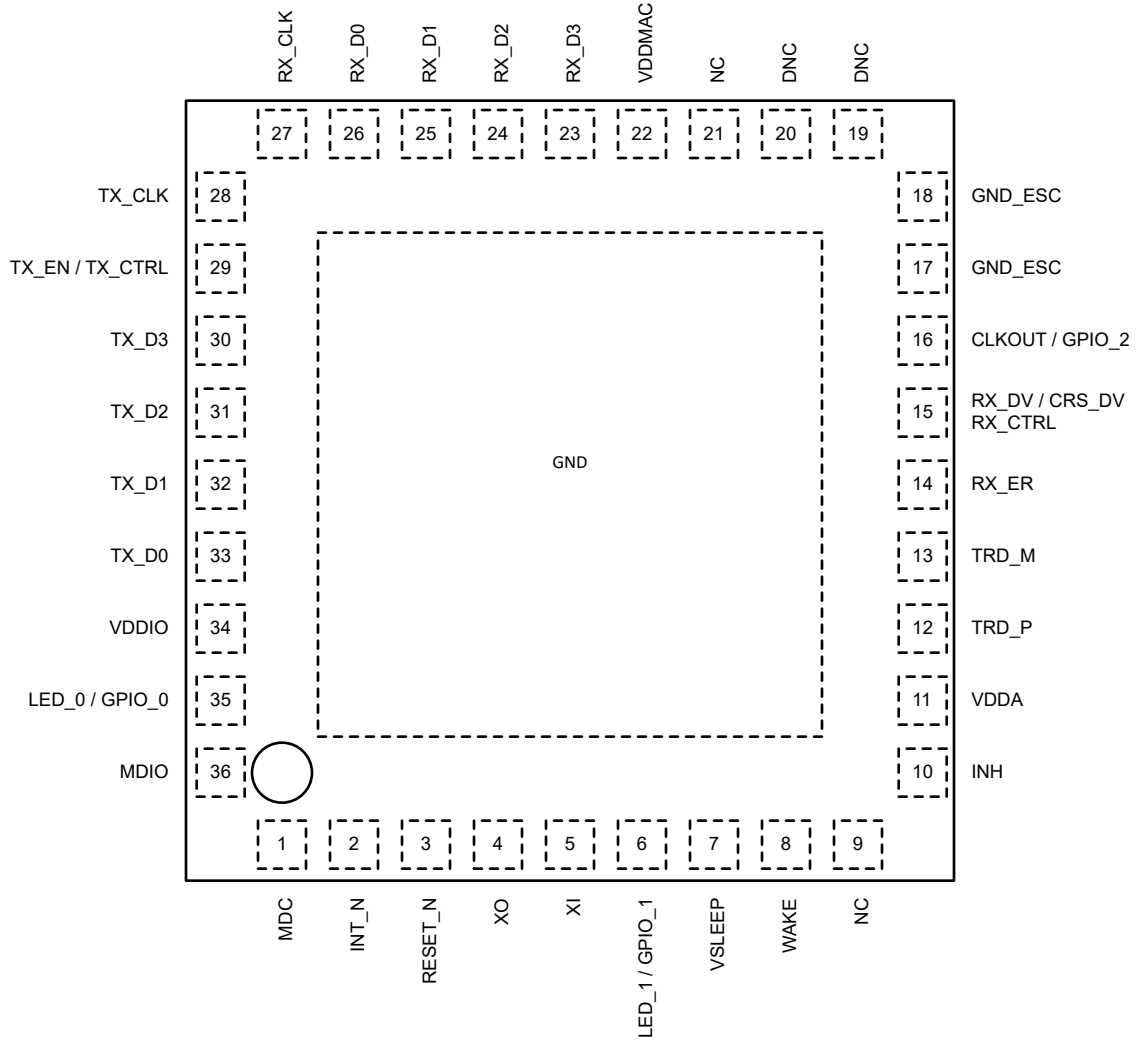 RX_CLK
RX_D0
RX_D1
RX_D2
RX_D3
VDDMAC
NC
DNC
DNC
27
26
25
24
23
22
21
20
19
TX_CLK
28
18
GND_ESC
TX_EN / TX_CTRL
29
17
GND_ESC
TX_D3
30
16
CLKOUT / GPIO_2
TX_D2
31
15
RX_DV / CRS_DV
RX_CTRL
GND
TX_D1
32
14
RX_ER
TX_D0
33
13
TRD_M
VDDIO
34
12
TRD_P
LED_0 / GPIO_0
35
11
VDDA
MDIO
36
10
INH
1
2
3
4
5
6
7
8
9
MDC
INT_N
RESET_N
XO
XI
LED_1 / GPIO_1
VSLEEP
WAKE
NC